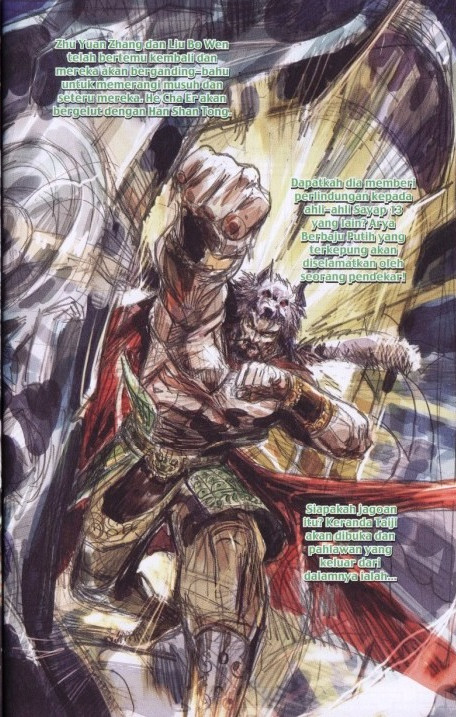 Zhu Yuan Zhang dan Liu Bo Wen
telah bertemu kembali dan
mereka akan berganding-bahu
untuk memerangi musuh dan
seteru mereka. He Cha Er akan
bergelut dengan Han Shan Tong.
Dapatkah dia memberi
perlindungan kepada
ahli-ahli Sayap 13
yang lain? Arya
Berbaju Putih yang
terkepung akan
diselamatkan oleh
seorang pendekar!
Siapakah jagoan
itu? Keranda Taiji
akan dibuka dan
pahlawan yang
keluar dari
dalamnya ialah...